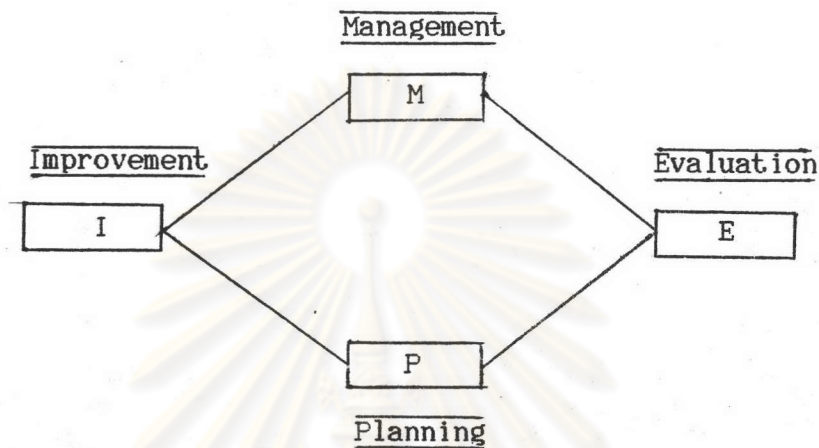 Management
M
Improvement
Evaluation
I
E
P
Planning